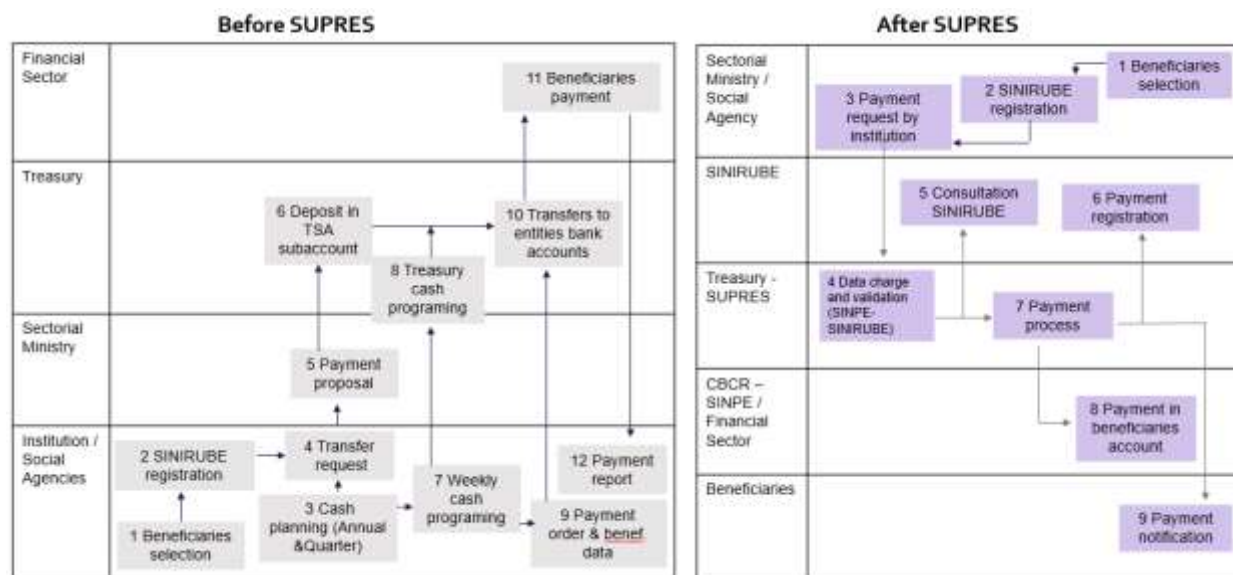 Before SUPRES
Financial
Sector
11 Beneficiaries
payment
Treasury
6 Deposit in
TSA
subaccount
10 Transfers to
entities bank
accounts
8 Treasury
cash
programing
Sectorial
Ministry
5 Payment
proposal
Institution /
Social
Agencies
2 SINIRUBE
registration
4 Transfer
request
12 Payment
report
7 Weekly
cash
programing
3 Cash
planning (Annual
&Quarter)
9 Payment
order & benef.
data
1 Beneficiaries
selection
After SUPRES
Sectorial
Ministry /
Social
Agency
1 Beneficiaries
selection
2 SINIRUBE
registration
3 Payment
request by
institution
SINIRUBE
5 Consultation
SINIRUBE
6 Payment
registration
Treasury -
SUPRES
4 Data charge
and validation
(SINPE-
SINIRUBE)
7 Payment
process
CBCR –
SINPE /
Financial
Sector
8 Payment in
beneficiaries
account
Beneficiaries
9 Payment
notification